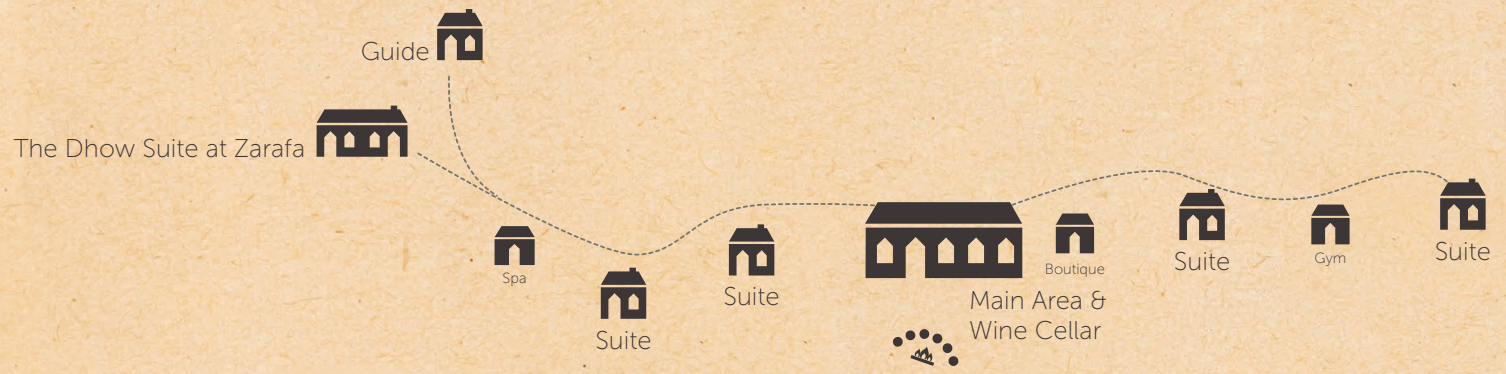 Guide
The Dhow Suite at Zarafa
Spa
Suite
Suite
Main Area &
Wine Cellar
Boutique
Suite
Gym
Suite